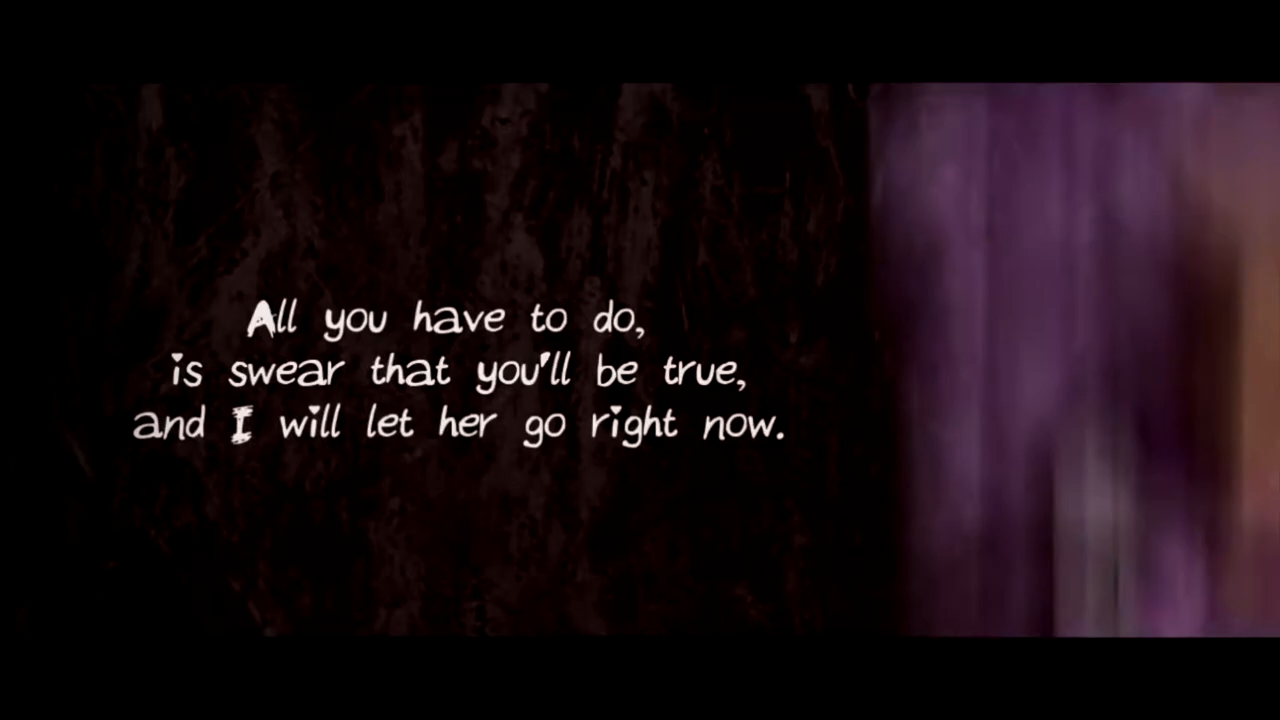 All you have to do,
is swear that you'll be true,
and I will let her go right now.